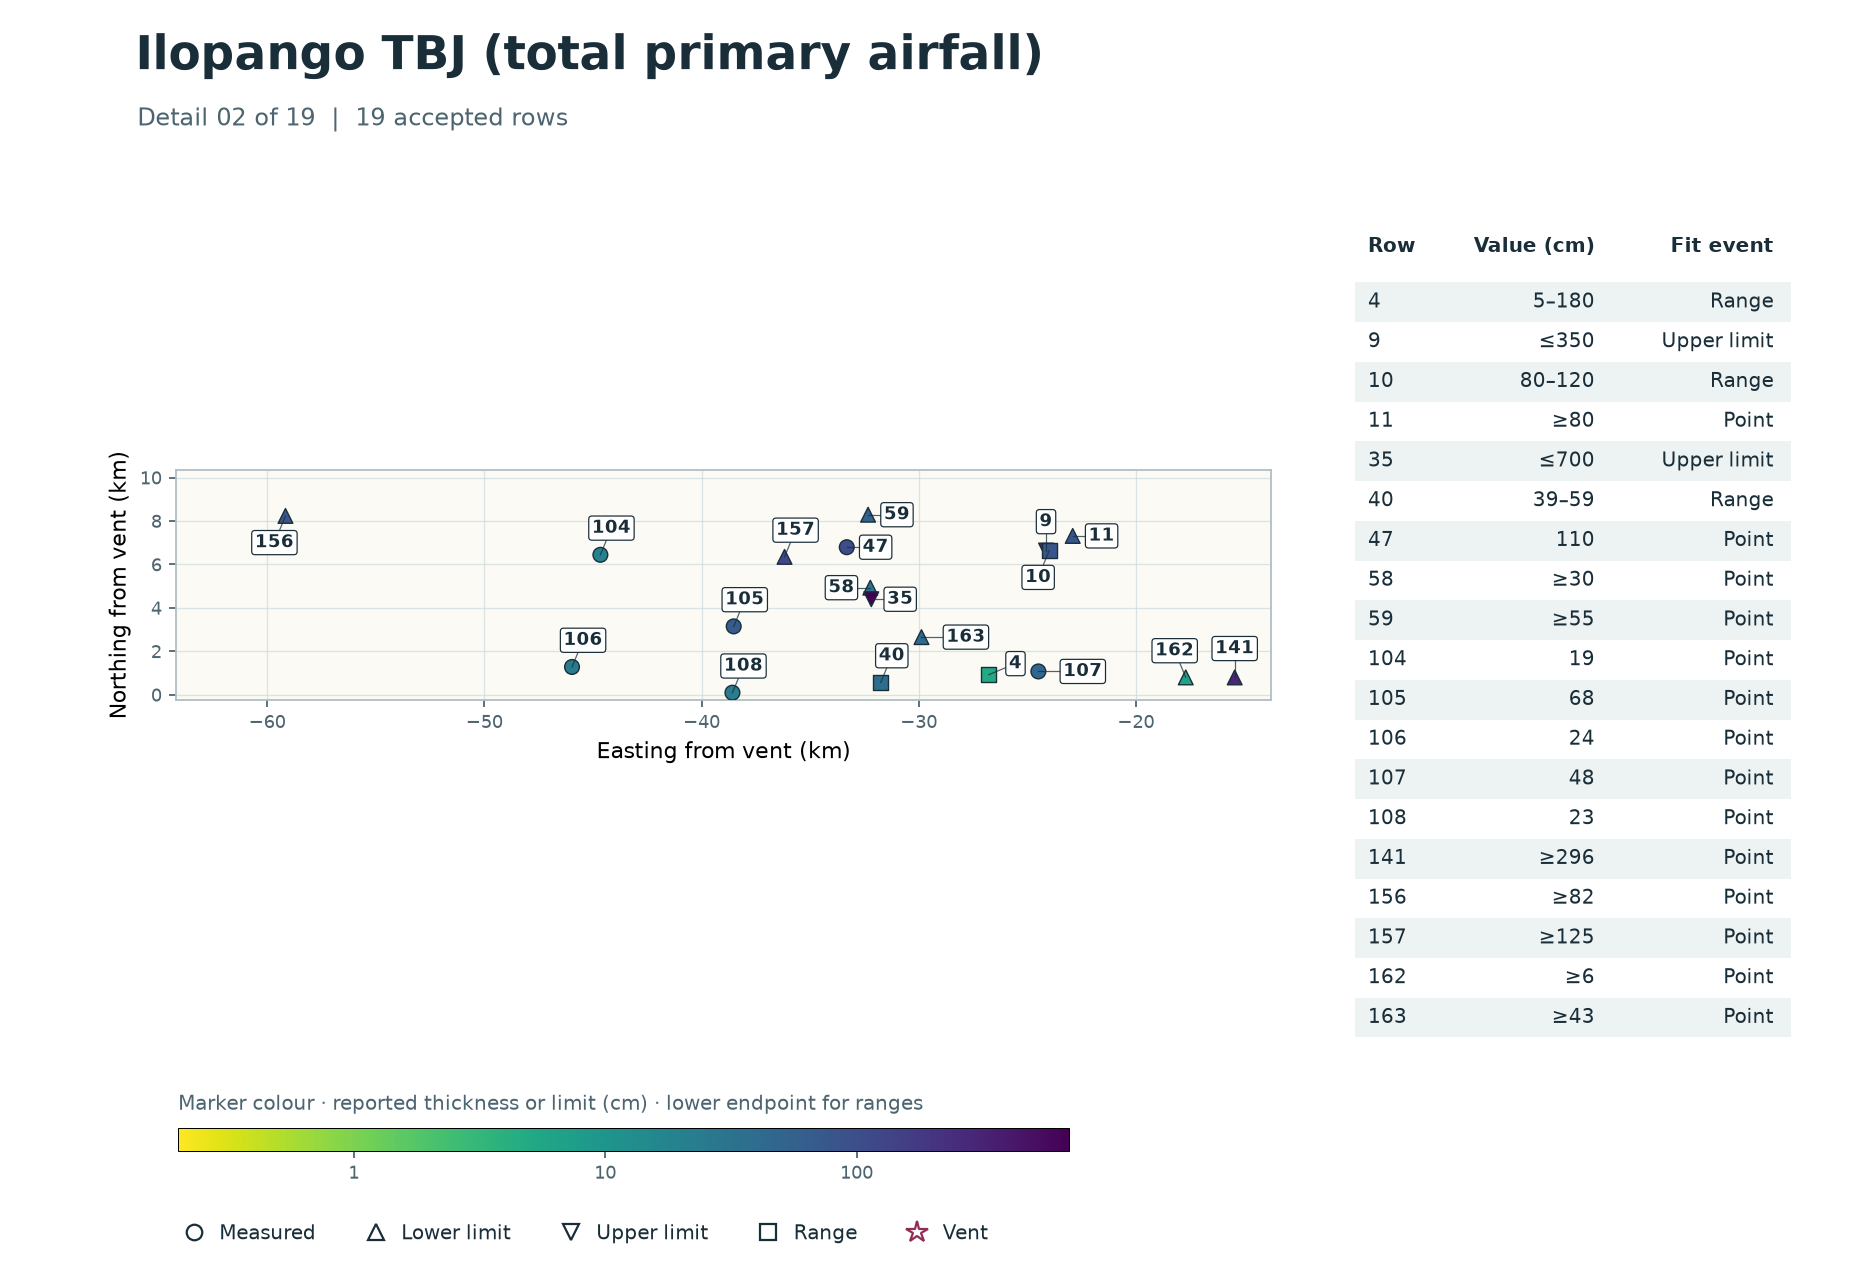 Ilopango TBJ (total primary airfall)
Detail 02 of 19 | 19 accepted rows
Row Value (cm) Fit event
4 5–180 Range
9 ≤350 Upper limit
10 80–120 Range
11 ≥80 Point
35 ≤700 Upper limit
40 39–59 Range
47 110 Point
58 ≥30 Point
59 ≥55 Point
104 19 Point
105 68 Point
106 24 Point
107 48 Point
108 23 Point
141 ≥296 Point
156 ≥82 Point
157 ≥125 Point
162 ≥6 Point
163 ≥43 Point
Northing from vent (km)
10
8
6
4
2
0
156
104
157
59
47
9
11
10
58
35
105
106
108
40
163
4
107
162
141
−60 −50 −40 −30 −20
Easting from vent (km)
Marker colour · reported thickness or limit (cm) · lower endpoint for ranges
1 10 100
Measured Lower limit Upper limit Range Vent